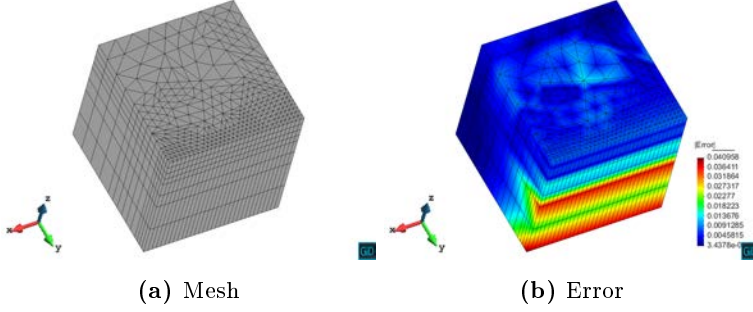 z
x
y
z
x
y
|Error|
0.040958
0.036411
0.031864
0.027317
0.02277
0.018223
0.013676
0.0091285
0.0045815
GiD
(a) Mesh
(b) Error